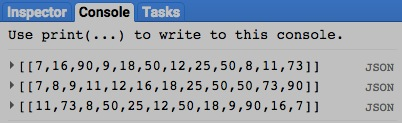 Inspector Console Tasks
Use print(...) to write to this console.
[[7,16,90,9,18,50,12,25,50,8,11,73]] JSON
[[7,8,9,11,12,16,18,25,50,50,73,90]] JSON
[[11,73,8,50,25,12,50,18,9,90,16,7]] JSON